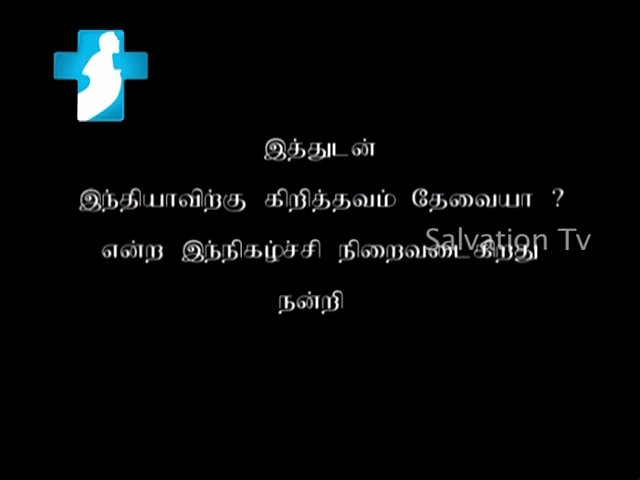 இத்துடன்
இந்தியாவிற்கு கிறித்தவம் தேவையா ?
Salvation Tv
என்ற இந்நிகழ்ச்சி நிறைவடைகிறது
நன்றி